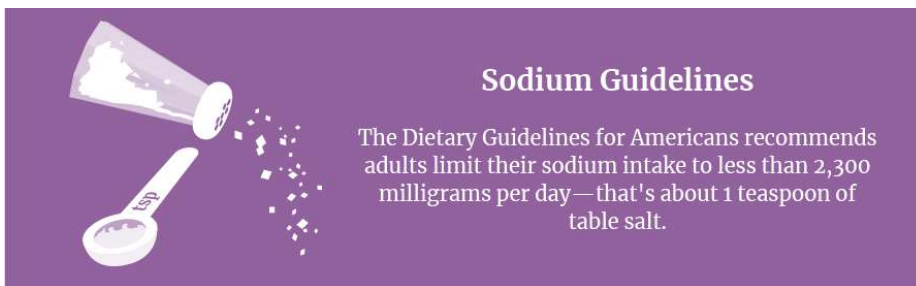 Sodium Guidelines
The Dietary Guidelines for Americans recommends
adults limit their sodium intake to less than 2,300
milligrams per day—that's about 1 teaspoon of
table salt.
tsp